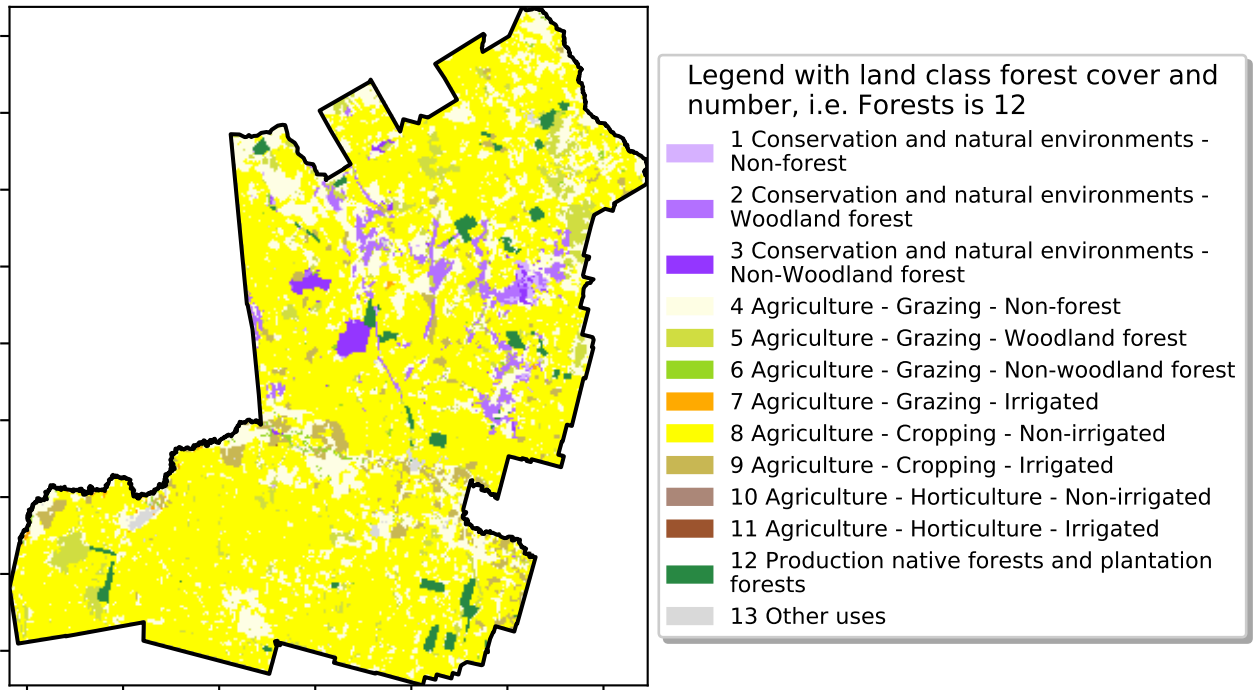 Legend with land class forest cover and
number, i.e. Forests is 12
1 Conservation and natural environments -
Non-forest
2 Conservation and natural environments -
Woodland forest
3 Conservation and natural environments -
Non-Woodland forest
4 Agriculture - Grazing - Non-forest
5 Agriculture - Grazing - Woodland forest
6 Agriculture - Grazing - Non-woodland forest
7 Agriculture - Grazing - Irrigated
8 Agriculture - Cropping - Non-irrigated
9 Agriculture - Cropping - Irrigated
10 Agriculture - Horticulture - Non-irrigated
11 Agriculture - Horticulture - Irrigated
12 Production native forests and plantation
forests
13 Other uses